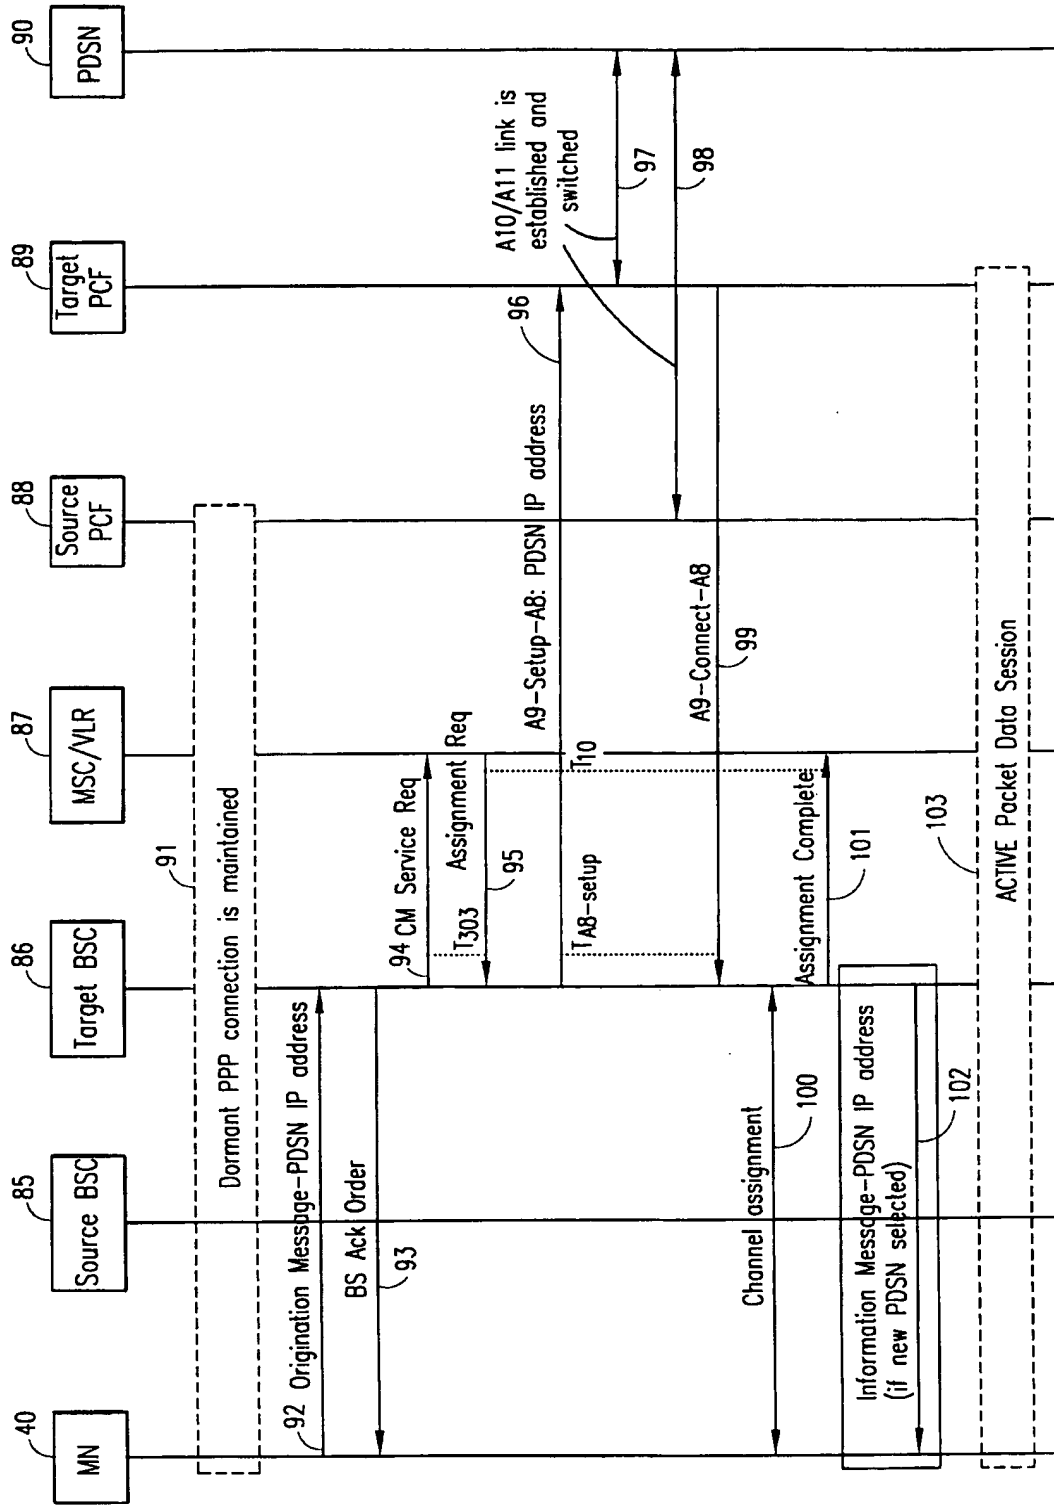 40
MN
85
Source BSC
86
Target BSC
87
MSC/VLR
88
Source
PCF
89
Target
PCF
90
PDSN
91
Dormant PPP connection is maintained
92
Origination Message-PDSN IP address
BS Ack Order
93
94
CM Service Req
T303
Assignment Req
95
A9-Setup-A8: PDSN IP address
96
A10/A11 link is
established and
switched
97
98
TA8-setup
T10
A9-Connect-A8
99
Channel assignment
100
Assignment Complete
101
Information Message-PDSN IP address
(if new PDSN selected)
102
103
ACTIVE Packet Data Session